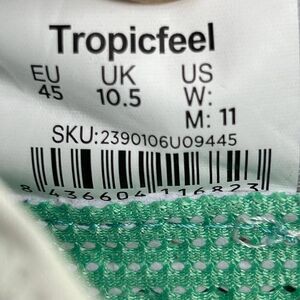 Tropicfeel
EU UK US
45 10.5 W:
M: 11
SKU:2390106U09445
8 436604 116823